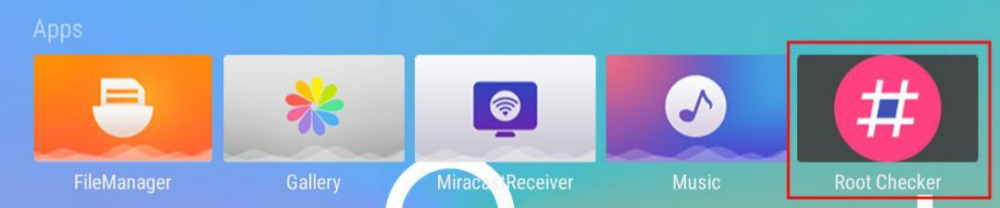 Apps
FileManager Gallery MiracastReceiver Music Root Checker